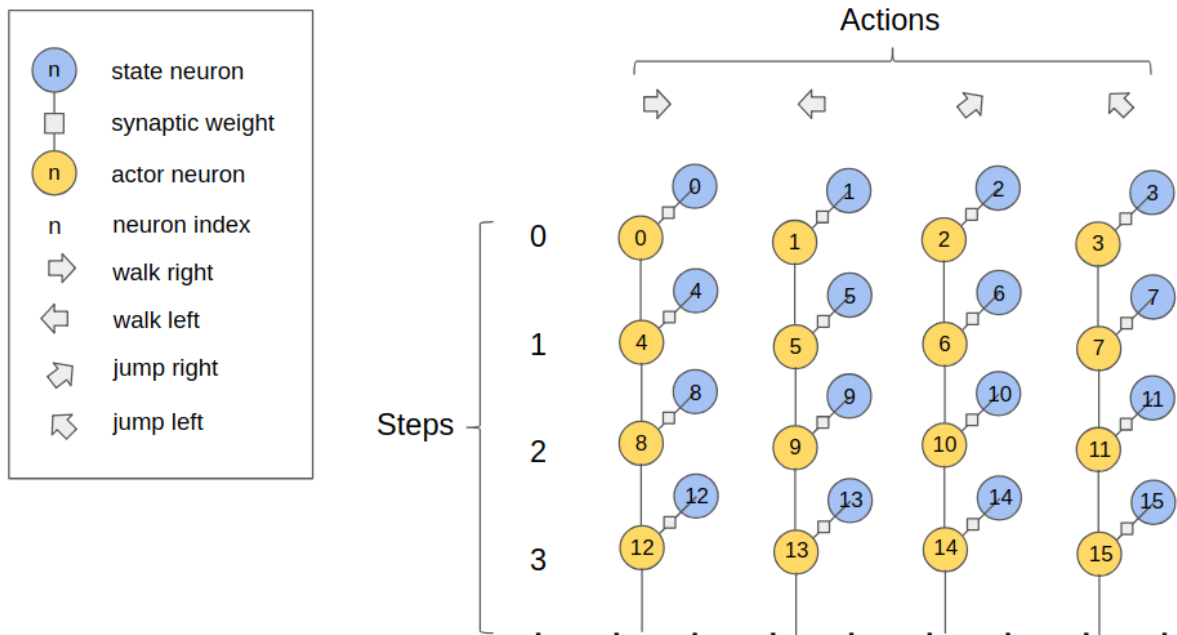 n state neuron
synaptic weight
n actor neuron
n neuron index
walk right
walk left
jump right
jump left
Actions
0 1 2 3
0 0 1 2 3
4 5 6 7
1 4 5 6 7
8 9 10 11
Steps
2 8 9 10 11
12 13 14 15
3 12 13 14 15